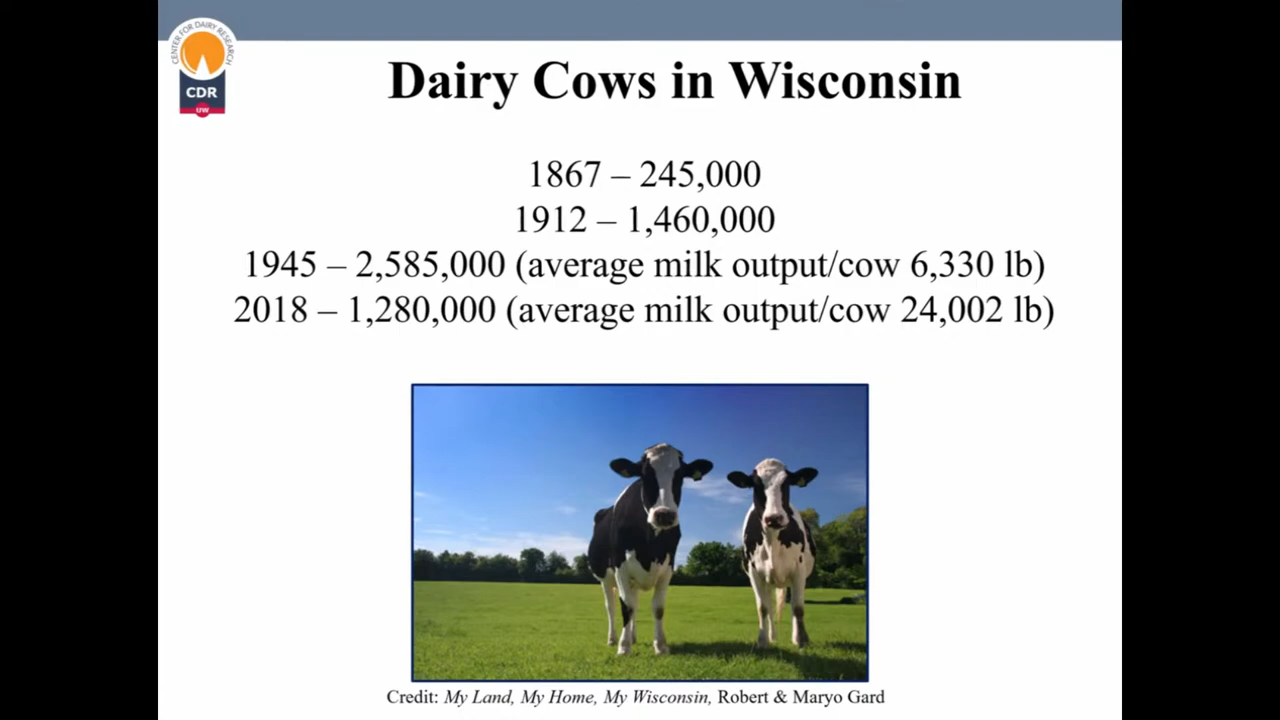 CENTER FOR DAIRY RESEARCH
CDR
UW
Dairy Cows in Wisconsin
1867 – 245,000
1912 – 1,460,000
1945 – 2,585,000 (average milk output/cow 6,330 lb)
2018 – 1,280,000 (average milk output/cow 24,002 lb)
Credit: My Land, My Home, My Wisconsin, Robert & Maryo Gard